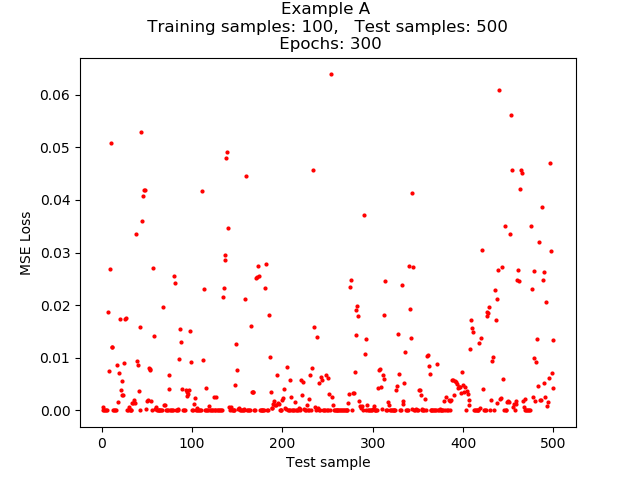 Example A
Training samples: 100,   Test samples: 500
Epochs: 300
MSE Loss
0.06
0.05
0.04
0.03
0.02
0.01
0.00
0
100
200
300
400
500
Test sample